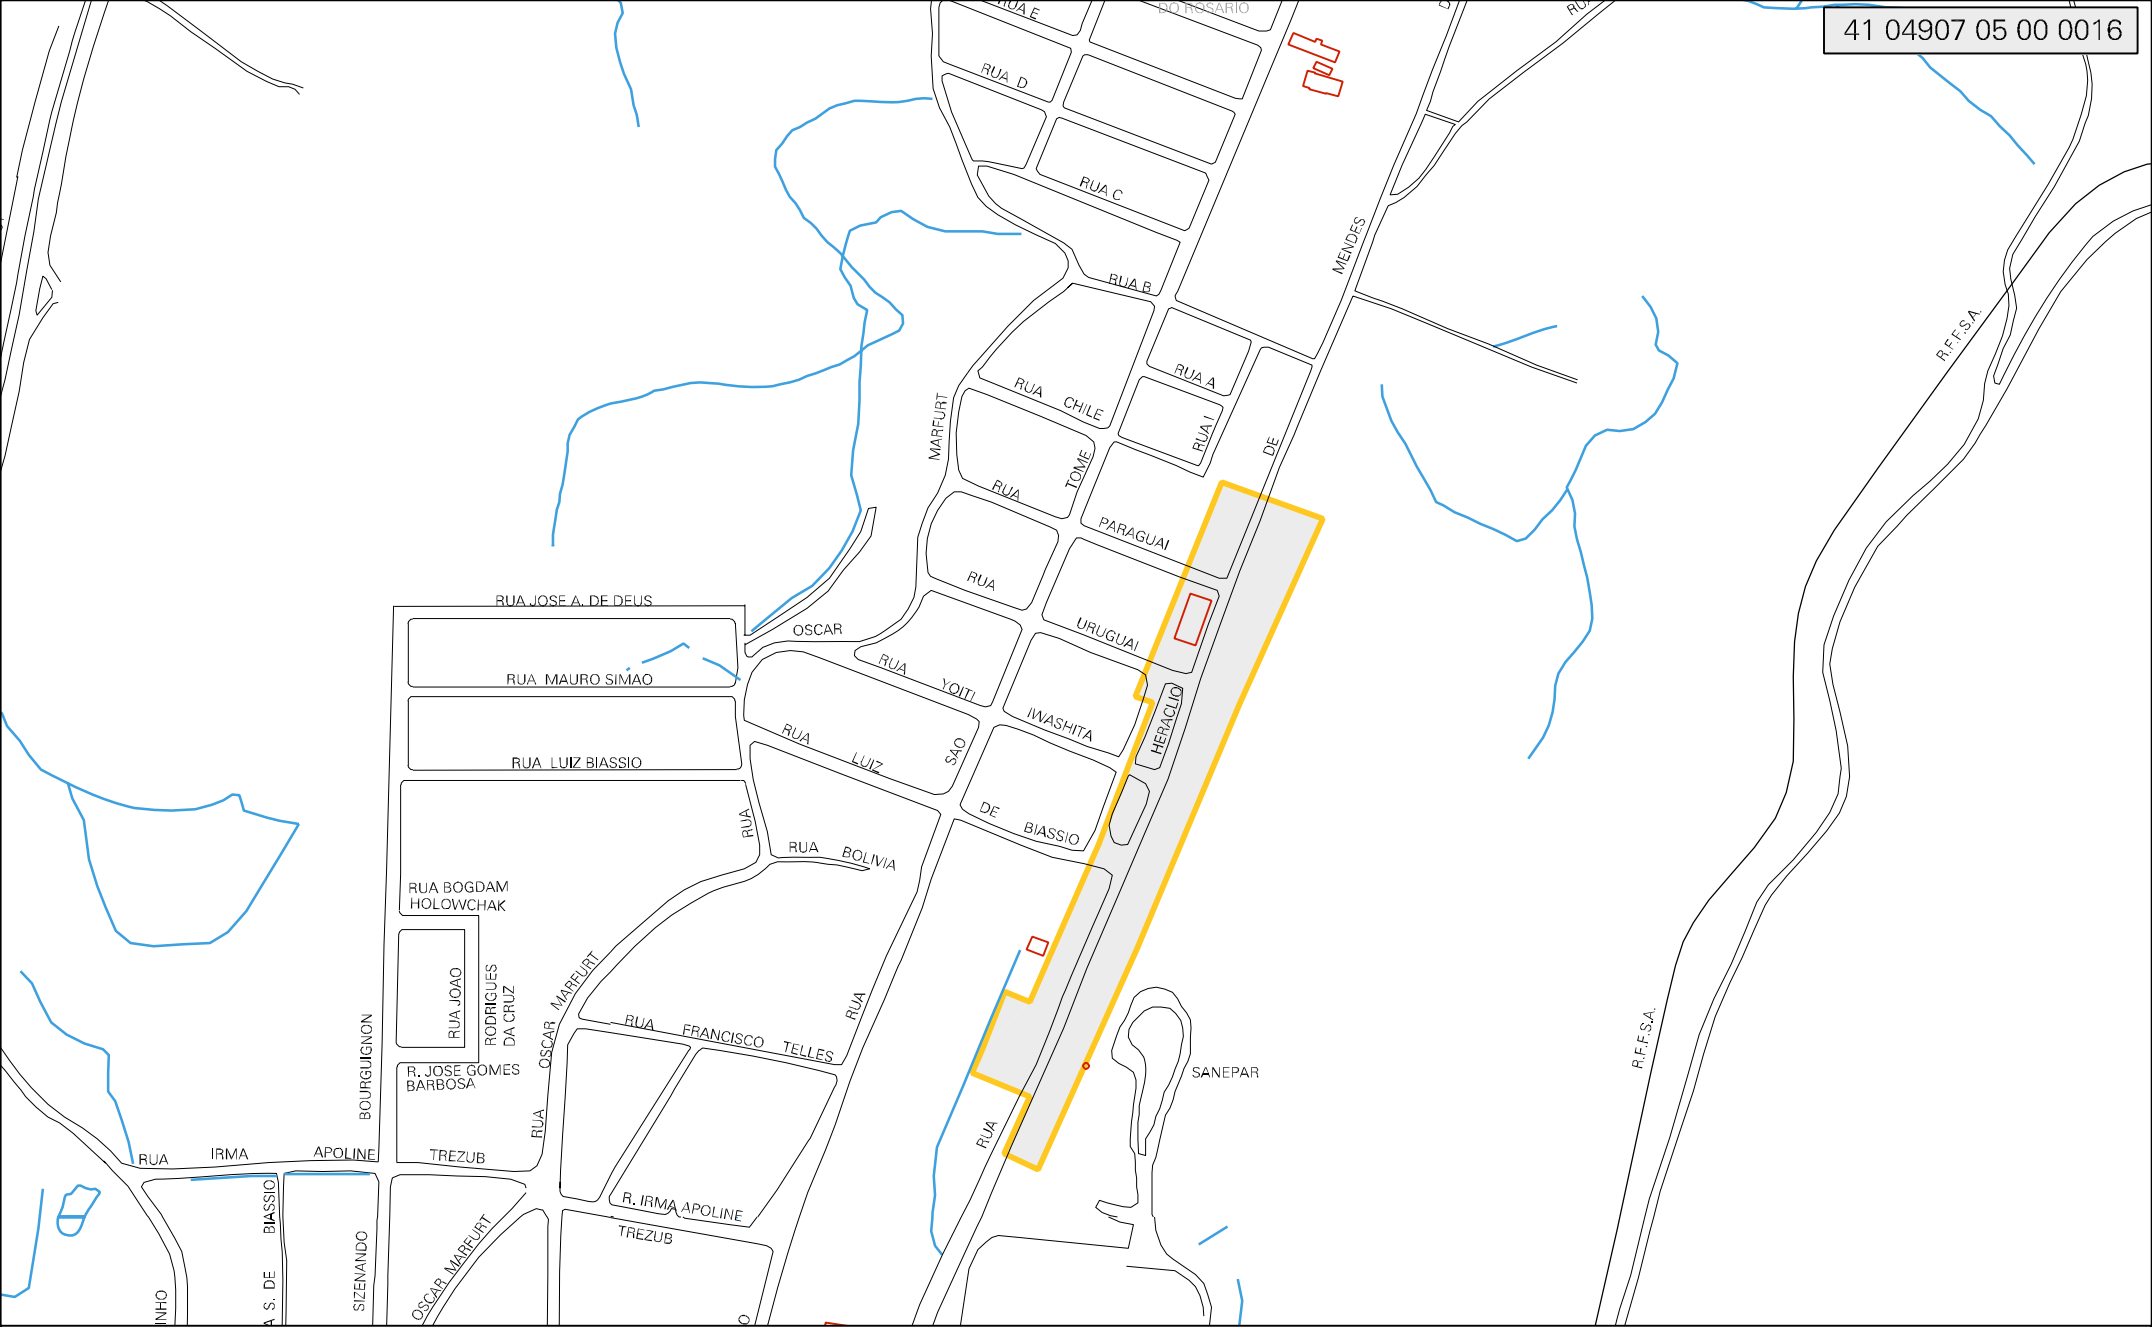 DO ROSARIO
41 04907 05 00 0016
RUA E
RUA D
RUA C
RUA B
MENDES
R.F.F.S.A.
RUA A
RUA CHILE
RUA I
MARFURT
DE
TOME
RUA
PARAGUAI
RUA
URUGUAI
RUA JOSE A. DE DEUS
OSCAR
RUA MAURO SIMAO
RUA YOITI
IWASHITA
HERACLIO
RUA LUIZ
SAO
RUA LUIZ BIASSIO
DE BIASSIO
RUA
RUA BOLIVIA
RUA BOGDAM
HOLOWCHAK
RUA JOAO
RODRIGUES
DA CRUZ
OSCAR MARFURT
RUA
RUA FRANCISCO TELLES
BOURGUIGNON
R. JOSE GOMES
BARBOSA
SANEPAR
R.F.F.S.A.
RUA
RUA
RUA IRMA APOLINE TREZUB
R. IRMA APOLINE
TREZUB
BIASSIO
A S. DE
SIZENANDO
OSCAR MARFURT
INHO